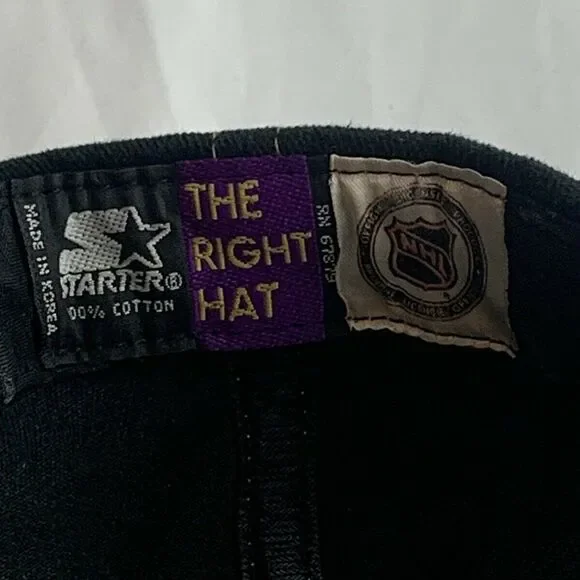 MADE IN KOREA
STARTER®
100% COTTON
THE
RIGHT
HAT
RN 67879
NHL